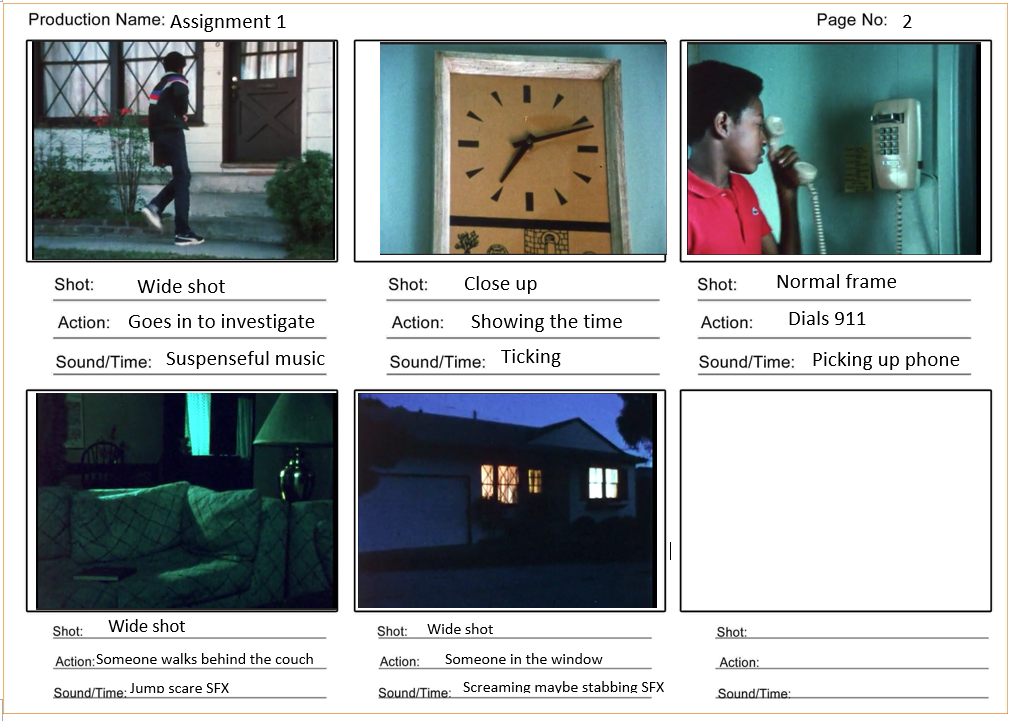 Production Name: Assignment 1 Page No: 2
Shot: Wide shot
Action: Goes in to investigate
Sound/Time: Suspenseful music
Shot: Close up
Action: Showing the time
Sound/Time: Ticking
Shot: Normal frame
Action: Dials 911
Sound/Time: Picking up phone
Shot: Wide shot
Action: Someone walks behind the couch
Sound/Time: Jump scare SFX
Shot: Wide shot
Action: Someone in the window
Sound/Time: Screaming maybe stabbing SFX
Shot:
Action:
Sound/Time: